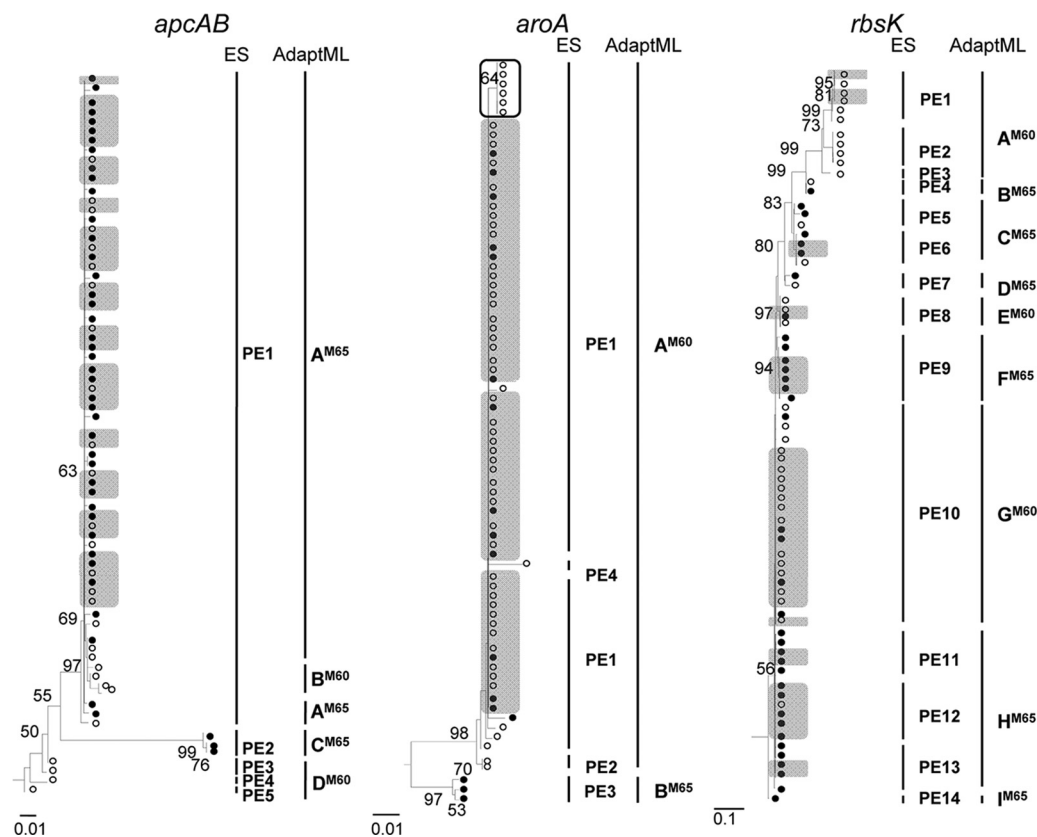 apcAB
ES
AdaptML
63
69
97
55
50
99
76
PE1
PE2
PE3
PE4
PE5
A^M65
B^M60
A^M65
C^M65
D^M60
0.01
aroA
ES
AdaptML
64
98
70
97
53
PE1
PE4
PE1
PE2
PE3
A^M60
B^M65
0.01
rbsK
ES
AdaptML
95
81
99
73
99
99
83
80
97
94
56
PE1
PE2
PE3
PE4
PE5
PE6
PE7
PE8
PE9
PE10
PE11
PE12
PE13
PE14
A^M60
B^M65
C^M65
D^M65
E^M60
F^M65
G^M60
H^M65
I^M65
0.1